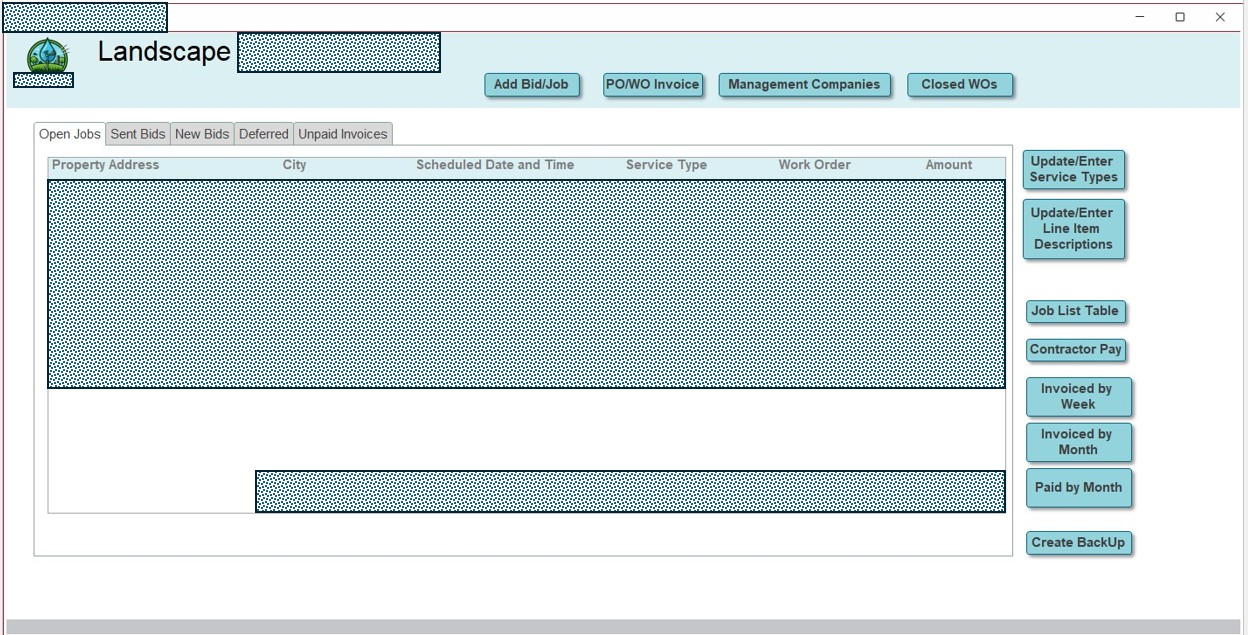 Landscape
Add Bid/Job
PO/WO Invoice
Management Companies
Closed WOs
Open Jobs
Sent Bids
New Bids
Deferred
Unpaid Invoices
Property Address
City
Scheduled Date and Time
Service Type
Work Order
Amount
Update/Enter
Service Types
Update/Enter
Line Item
Descriptions
Job List Table
Contractor Pay
Invoiced by
Week
Invoiced by
Month
Paid by Month
Create BackUp